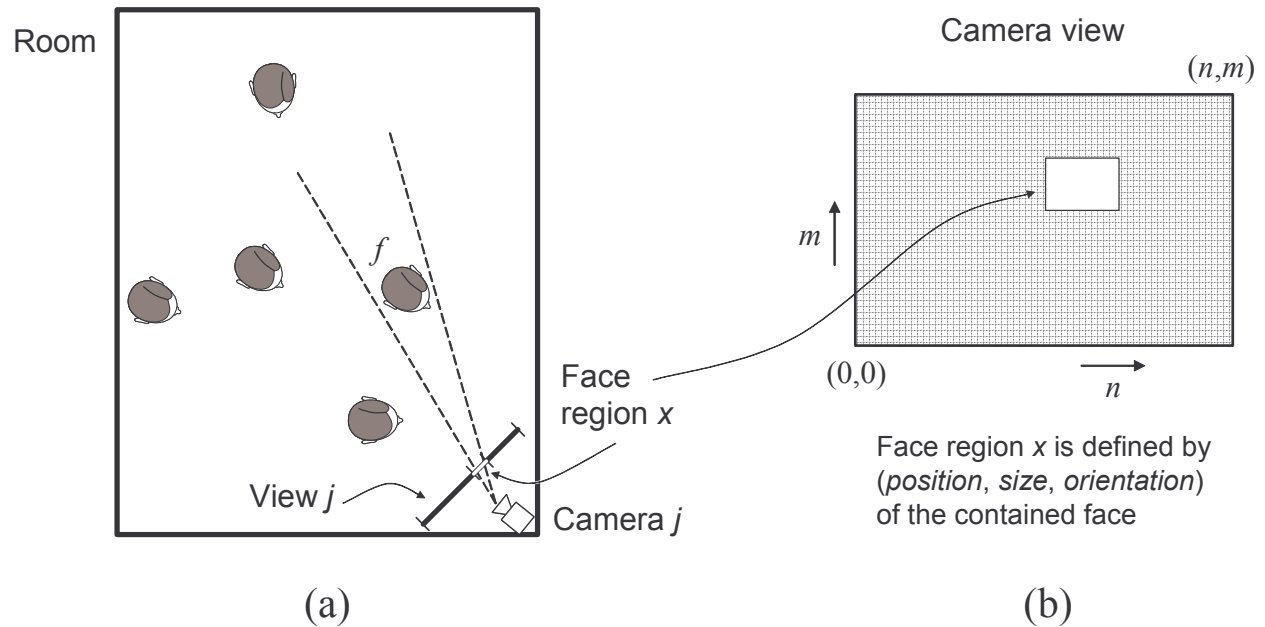 Room
f
View j
Face
region x
Camera j
(a)
Camera view
(n,m)
m
(0,0)
n
Face region x is defined by
(position, size, orientation)
of the contained face
(b)